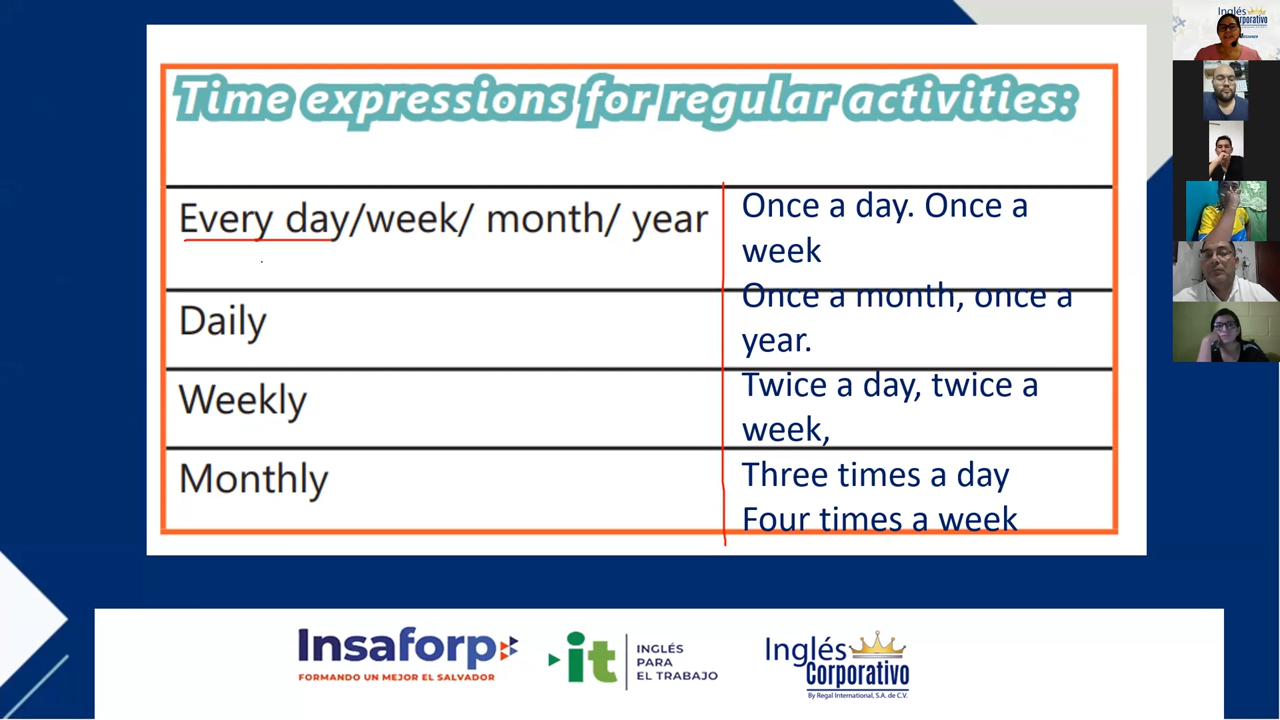 Time expressions for regular activities:
Every day/week/ month/ year
Daily
Weekly
Monthly
Once a day. Once a
week
Once a month, once a
year.
Twice a day, twice a
week,
Three times a day
Four times a week
Insaforp
FORMANDO UN MEJOR EL SALVADOR
it
INGLÉS
PARA
EL TRABAJO
Inglés
Corporativo
By Regal International, S.A. de C.V.
Inglés
Corporativo